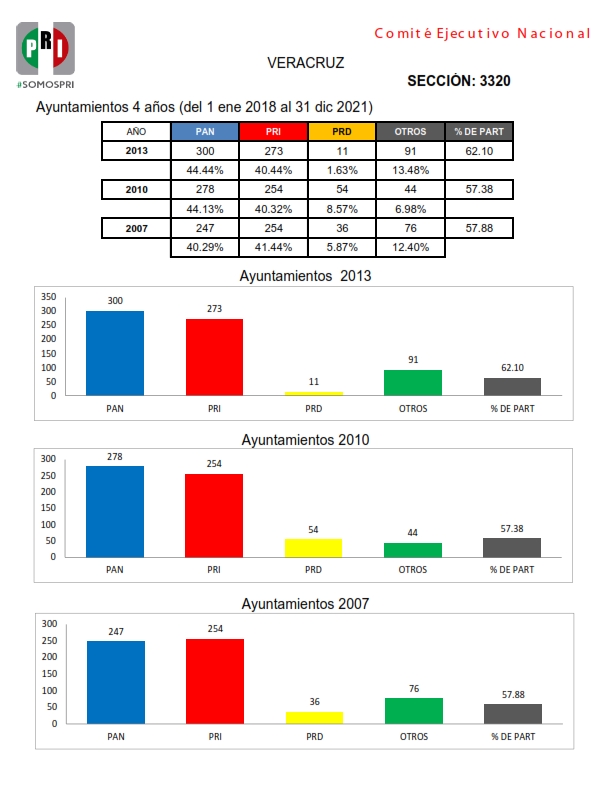 Comité Ejecutivo Nacional
PRI
#SOMOSPRI
VERACRUZ
SECCIÓN: 3320
Ayuntamientos 4 años (del 1 ene 2018 al 31 dic 2021)
AÑO PAN PRI PRD OTROS % DE PART
2013 300 273 11 91 62.10
44.44% 40.44% 1.63% 13.48%
2010 278 254 54 44 57.38
44.13% 40.32% 8.57% 6.98%
2007 247 254 36 76 57.88
40.29% 41.44% 5.87% 12.40%
Ayuntamientos 2013
350
300
250
200
150
100
50
0
300 273 11 91 62.10
PAN PRI PRD OTROS % DE PART
Ayuntamientos 2010
300
250
200
150
100
50
0
278 254 54 44 57.38
PAN PRI PRD OTROS % DE PART
Ayuntamientos 2007
300
250
200
150
100
50
0
247 254 36 76 57.88
PAN PRI PRD OTROS % DE PART